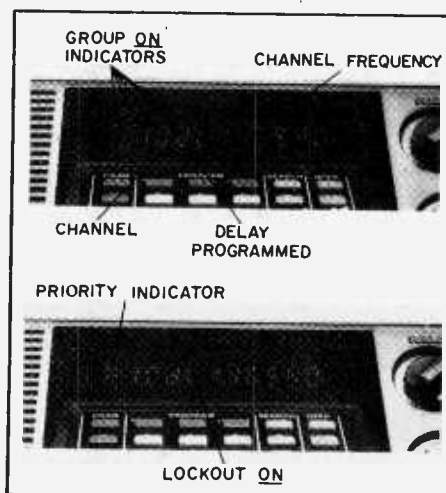 GROUP ON
INDICATORS
CHANNEL FREQUENCY
CHANNEL
DELAY
PROGRAMMED
PRIORITY INDICATOR
LOCKOUT ON